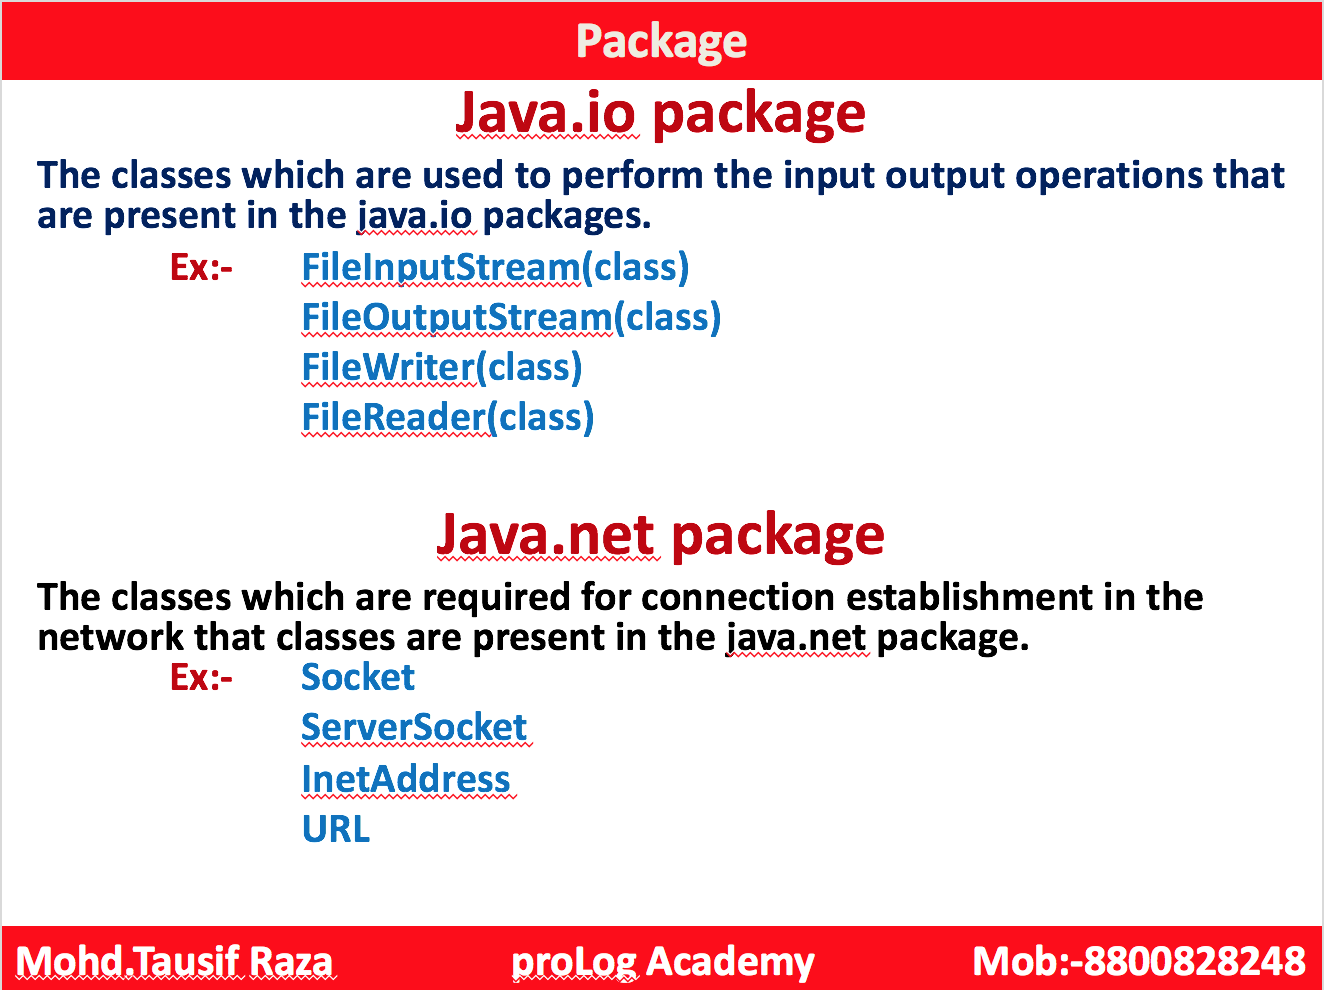 Package
Java.io package
The classes which are used to perform the input output operations that
are present in the java.io packages.
Ex:- FileInputStream(class)
FileOutputStream(class)
FileWriter(class)
FileReader(class)
Java.net package
The classes which are required for connection establishment in the
network that classes are present in the java.net package.
Ex:- Socket
ServerSocket
InetAddress
URL
Mohd.Tausif Raza proLog Academy Mob:-8800828248